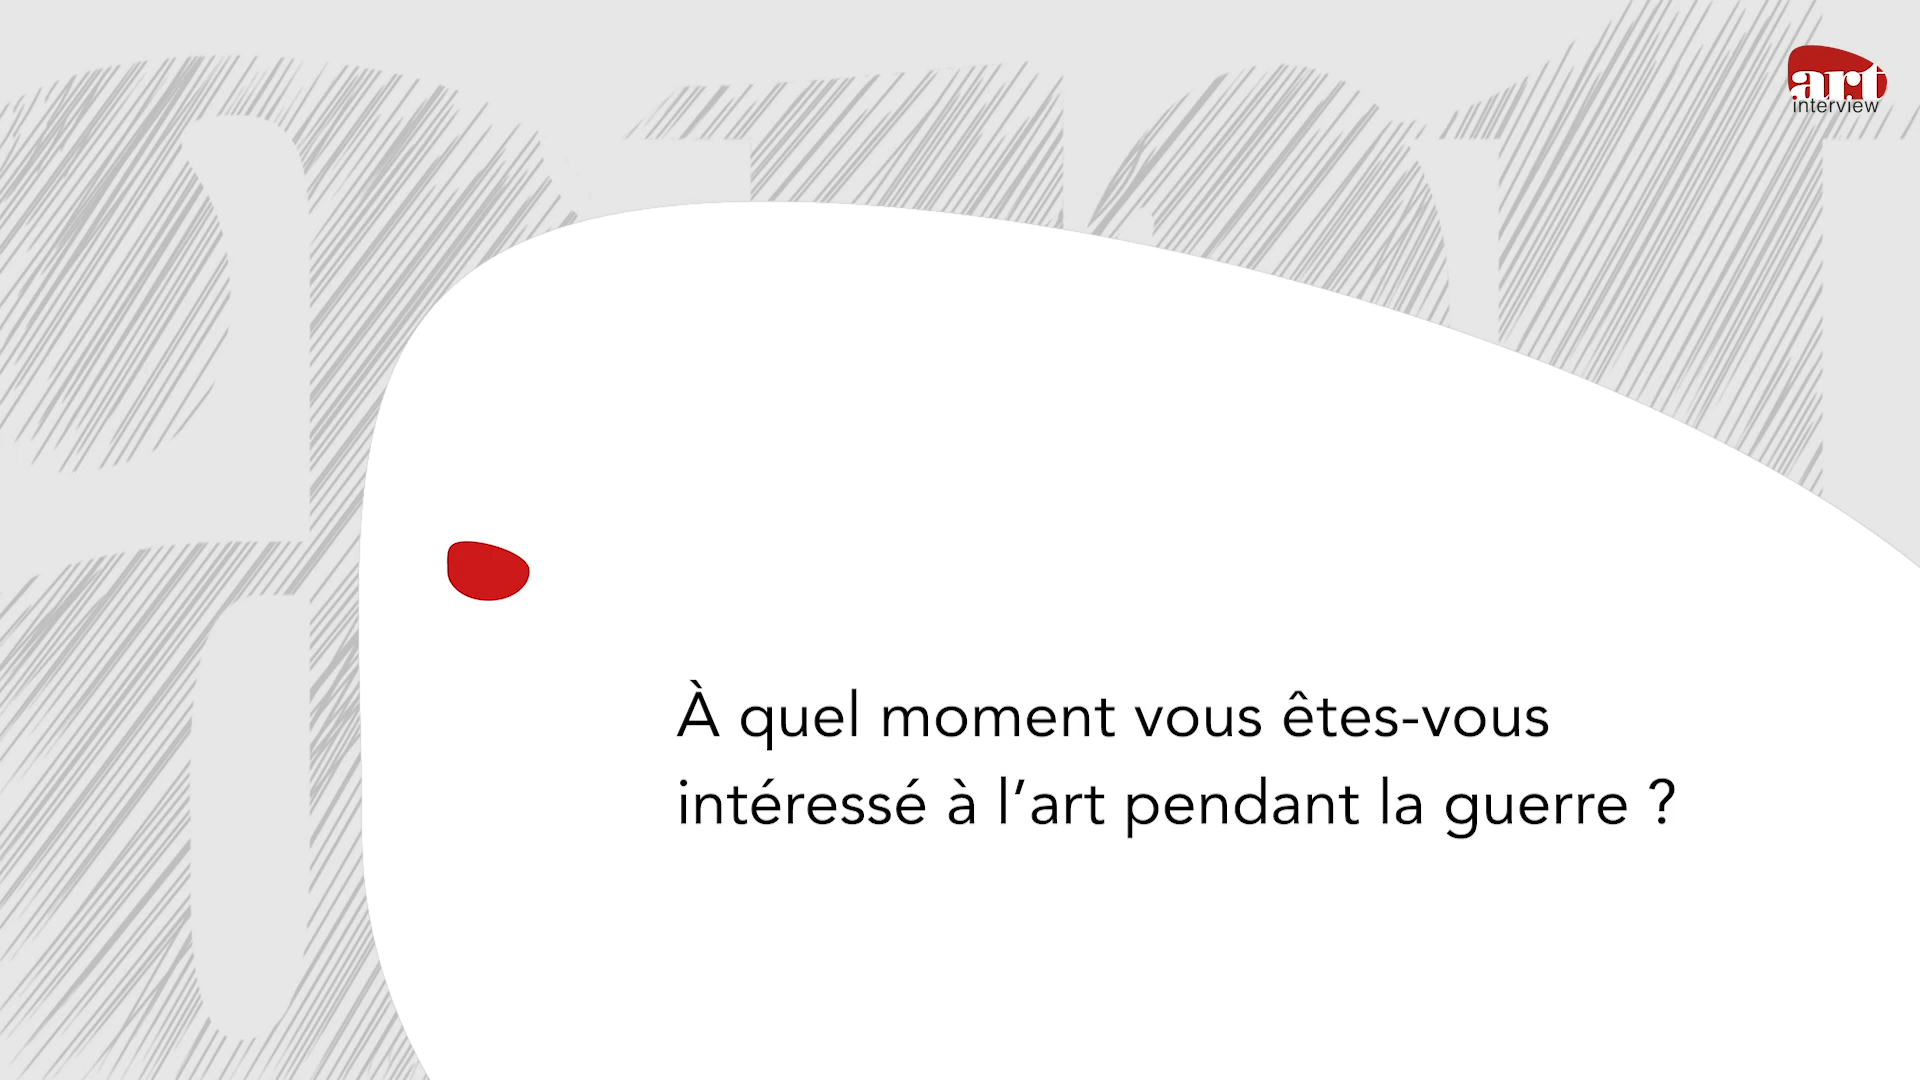 art
interview
À quel moment vous êtes-vous
intéressé à l’art pendant la guerre ?